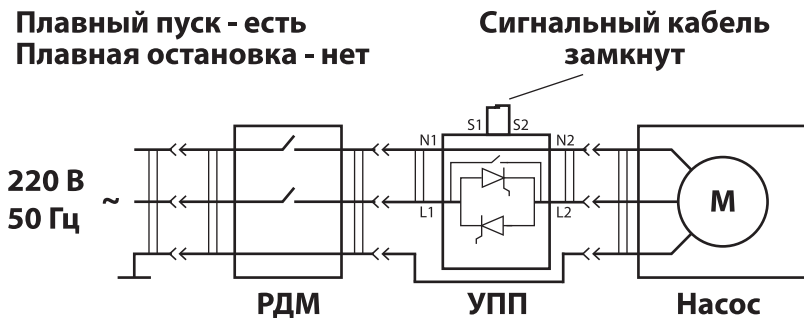 Плавный пуск - есть
Плавная остановка - нет
Сигнальный кабель
замкнут
S1 S2
N1 N2
220 В
50 Гц
~
L1 L2
М
РДМ УПП Насос